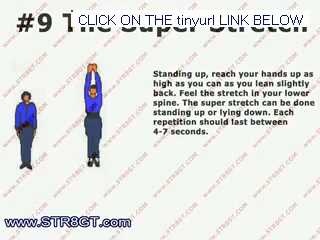 #9 The Super Stretch
CLICK ON THE tinyurl LINK BELOW
Standing up, reach your hands up as
high as you can as you lean slightly
back. Feel the stretch in your lower
spine. The super stretch can be done
standing up or lying down. Each
repetition should last between
4-7 seconds.
www.STR8GT.com